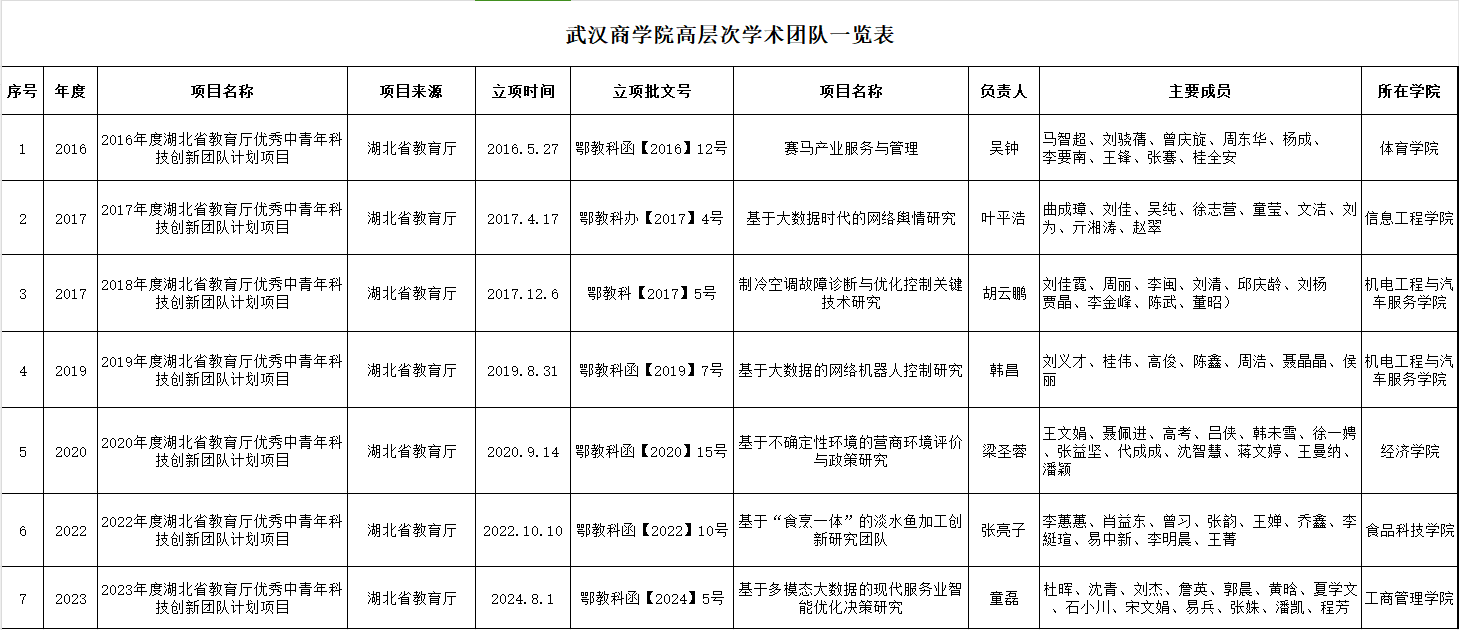 武汉商学院高层次学术团队一览表
序号 年度 项目名称 项目来源 立项时间 立项批文号 项目名称 负责人 主要成员 所在学院
1 2016 2016年度湖北省教育厅优秀中青年科
技创新团队计划项目 湖北省教育厅 2016.5.27 鄂教科函【2016】12号 赛马产业服务与管理 吴钟 马智超、刘骁蒨、曾庆旋、周东华、杨成、
李要南、王锋、张骞、桂全安 体育学院
2 2017 2017年度湖北省教育厅优秀中青年科
技创新团队计划项目 湖北省教育厅 2017.4.17 鄂教科办【2017】4号 基于大数据时代的网络舆情研究 叶平浩 曲成璋、刘佳、吴纯、徐志营、童莹、文洁、刘
为、亓湘涛、赵翠 信息工程学院
3 2017 2018年度湖北省教育厅优秀中青年科
技创新团队计划项目 湖北省教育厅 2017.12.6 鄂教科【2017】5号 制冷空调故障诊断与优化控制关键
技术研究 胡云鹏 刘佳霓、周丽、李闽、刘清、邱庆龄、刘杨
贾晶、李金峰、陈武、董昭） 机电工程与汽
车服务学院
4 2019 2019年度湖北省教育厅优秀中青年科
技创新团队计划项目 湖北省教育厅 2019.8.31 鄂教科函【2019】7号 基于大数据的网络机器人控制研究 韩昌 刘义才、桂伟、高俊、陈鑫、周浩、聂晶晶、侯
丽 机电工程与汽
车服务学院
5 2020 2020年度湖北省教育厅优秀中青年科
技创新团队计划项目 湖北省教育厅 2020.9.14 鄂教科函【2020】15号 基于不确定性环境的营商环境评价
与政策研究 梁圣蓉 王文娟、聂佩进、高考、吕侠、韩未雪、徐一娉
、张益坚、代成成、沈智慧、蒋文婷、王曼纳、
潘颖 经济学院
6 2022 2022年度湖北省教育厅优秀中青年科
技创新团队计划项目 湖北省教育厅 2022.10.10 鄂教科函【2022】10号 基于“食烹一体”的淡水鱼加工创
新研究团队 张亮子 李蕙蕙、肖益东、曾习、张韵、王婵、乔鑫、李
綎瑄、易中新、李明晨、王菁 食品科技学院
7 2023 2023年度湖北省教育厅优秀中青年科
技创新团队计划项目 湖北省教育厅 2024.8.1 鄂教科函【2024】5号 基于多模态大数据的现代服务业智
能优化决策研究 童磊 杜晖、沈青、刘杰、詹英、郭晨、黄晗、夏学文
、石小川、宋文娟、易兵、张姝、潘凯、程芳 工商管理学院